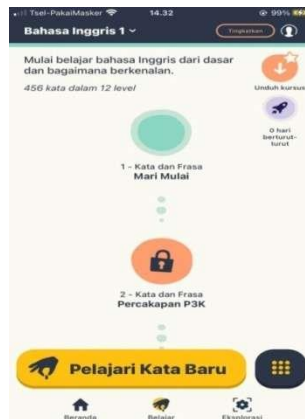 Tsel-PakaiMasker 14.32 99%
Bahasa Inggris 1
Tingkatkan
Mulai belajar bahasa Inggris dari dasar
dan bagaimana berkenalan.
456 kata dalam 12 level
Unduh kursus
0 hari
berturut-
turut
1 - Kata dan Frasa
Mari Mulai
2 - Kata dan Frasa
Percakapan P3K
Pelajari Kata Baru
Beranda
Belajar
Eksplorasi